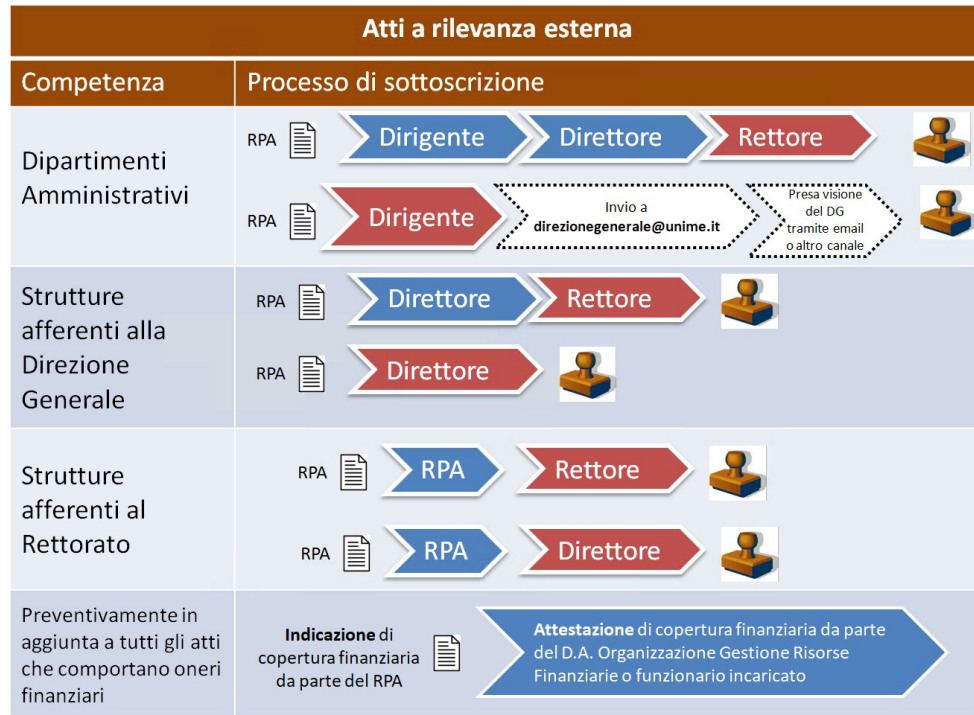 Atti a rilevanza esterna
Competenza
Processo di sottoscrizione
Dipartimenti
Amministrativi
RPA
Dirigente
Direttore
Rettore
RPA
Dirigente
Invio a
direzionegenerale@unime.it
Presa visione
del DG
tramite email
o altro canale
Strutture
afferenti alla
Direzione
Generale
RPA
Direttore
Rettore
RPA
Direttore
Strutture
afferenti al
Rettorato
RPA
RPA
Rettore
RPA
RPA
Direttore
Preventivamente in
aggiunta a tutti gli atti
che comportano oneri
finanziari
Indicazione di
copertura finanziaria
da parte del RPA
Attestazione di copertura finanziaria da parte
del D.A. Organizzazione Gestione Risorse
Finanziarie o funzionario incaricato